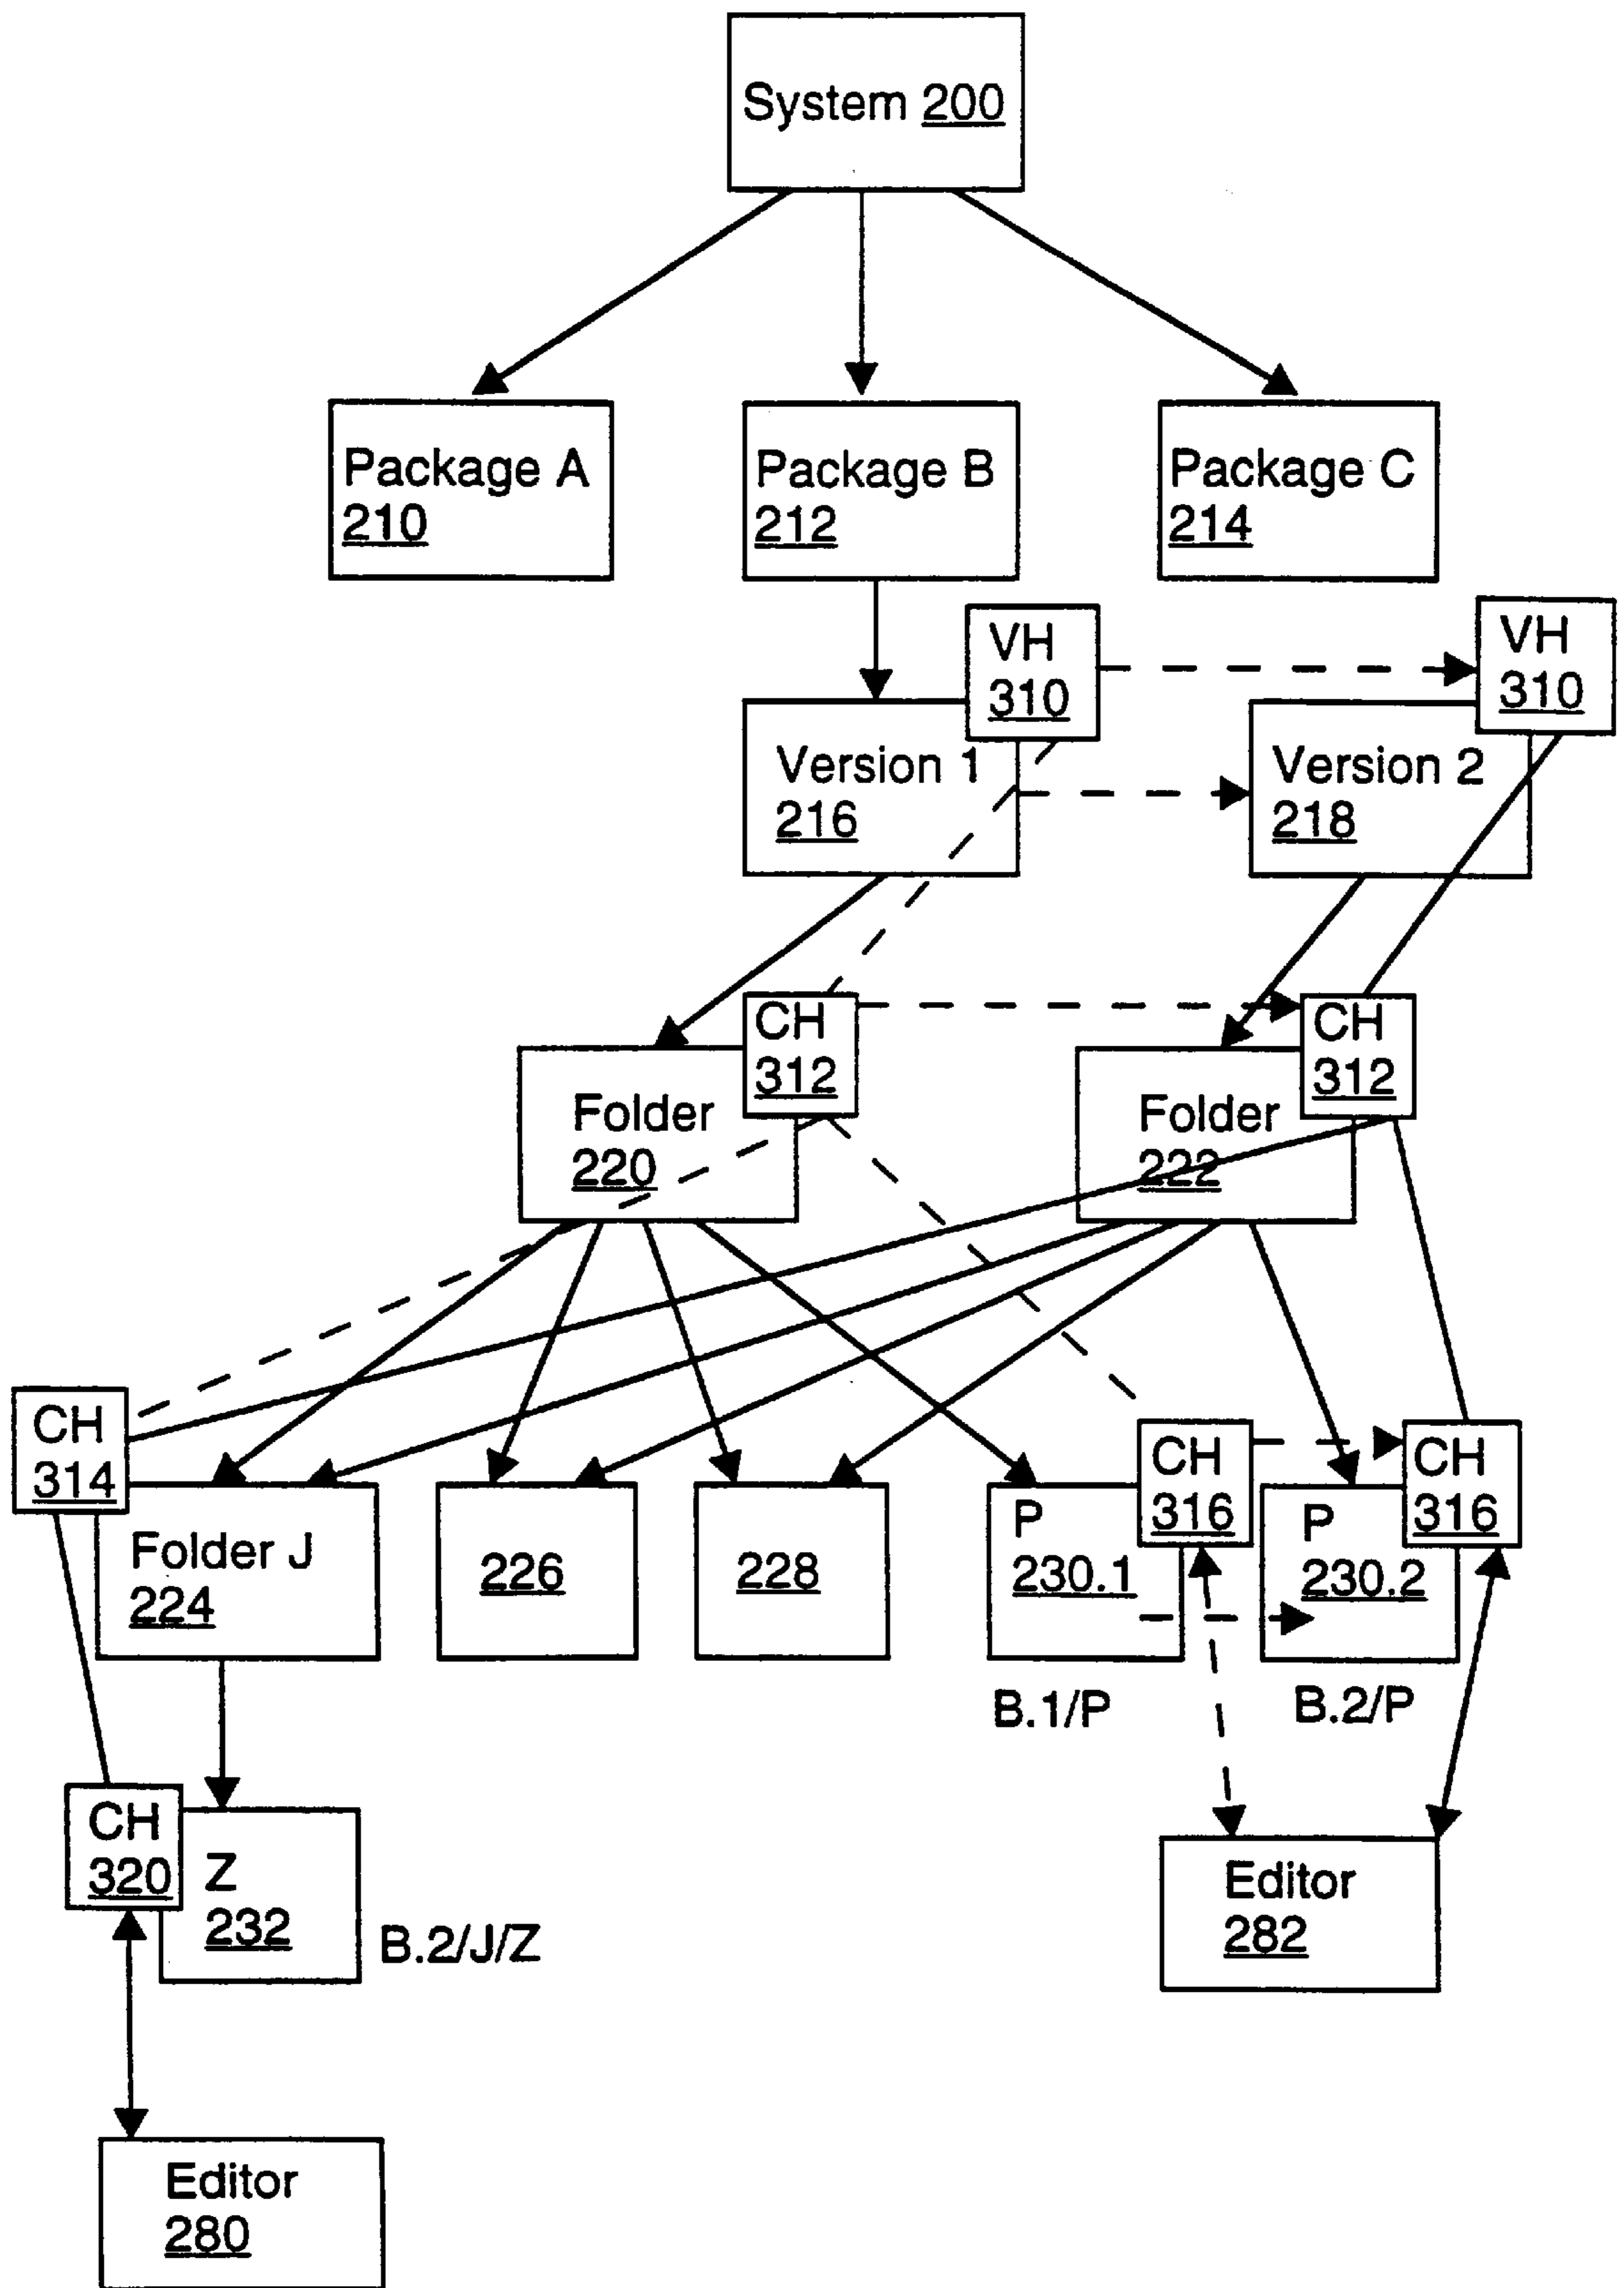 System 200
Package A
210
Package B
212
Package C
214
VH
310
VH
310
Version 1
216
Version 2
218
CH
312
CH
312
Folder
220
Folder
222
CH
314
CH
316
CH
316
Folder J
224
226
228
P
230.1
P
230.2
B.1/P
B.2/P
CH
320
Z
232
B.2/J/Z
Editor
282
Editor
280